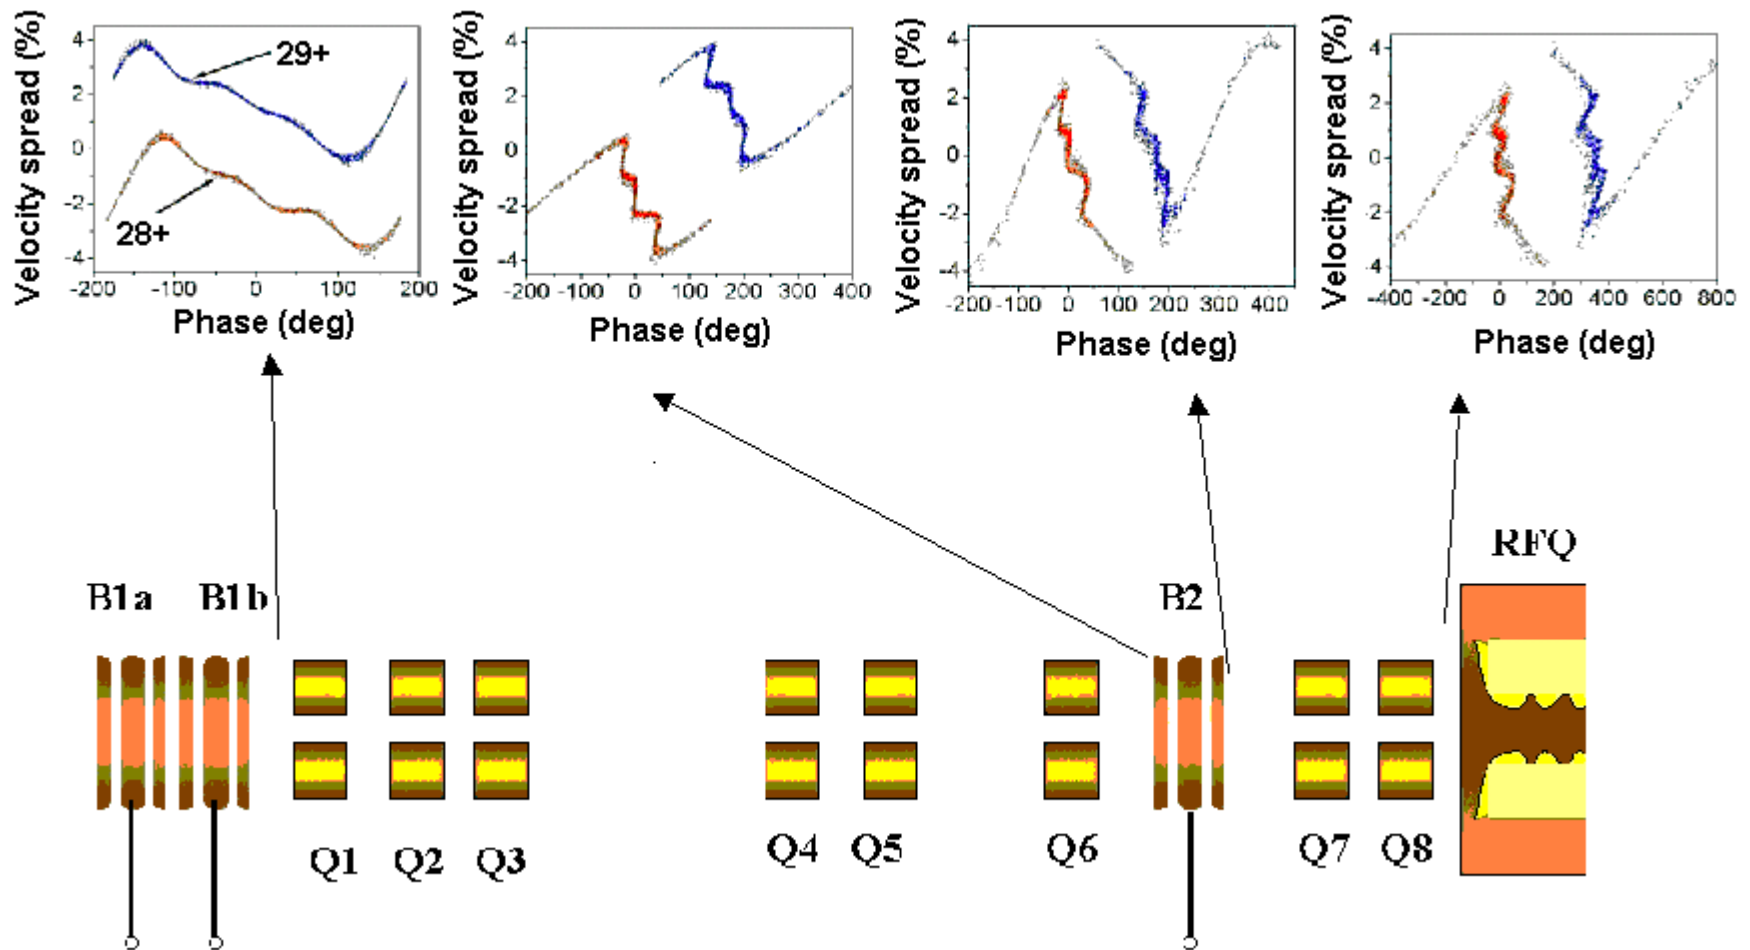 Velocity spread (%)
4
2
0
-2
-4
29+
28+
-200 -100 0 100 200
Phase (deg)
Velocity spread (%)
4
2
0
-2
-4
-200 -100 0 100 200 300 400
Phase (deg)
Velocity spread (%)
4
2
0
-2
-4
-200 -100 0 100 200 300 400
Phase (deg)
Velocity spread (%)
4
2
0
-2
-4
-400 -200 0 200 400 600 800
Phase (deg)
B1a B1b B2 RFQ
Q1 Q2 Q3 Q4 Q5 Q6 Q7 Q8